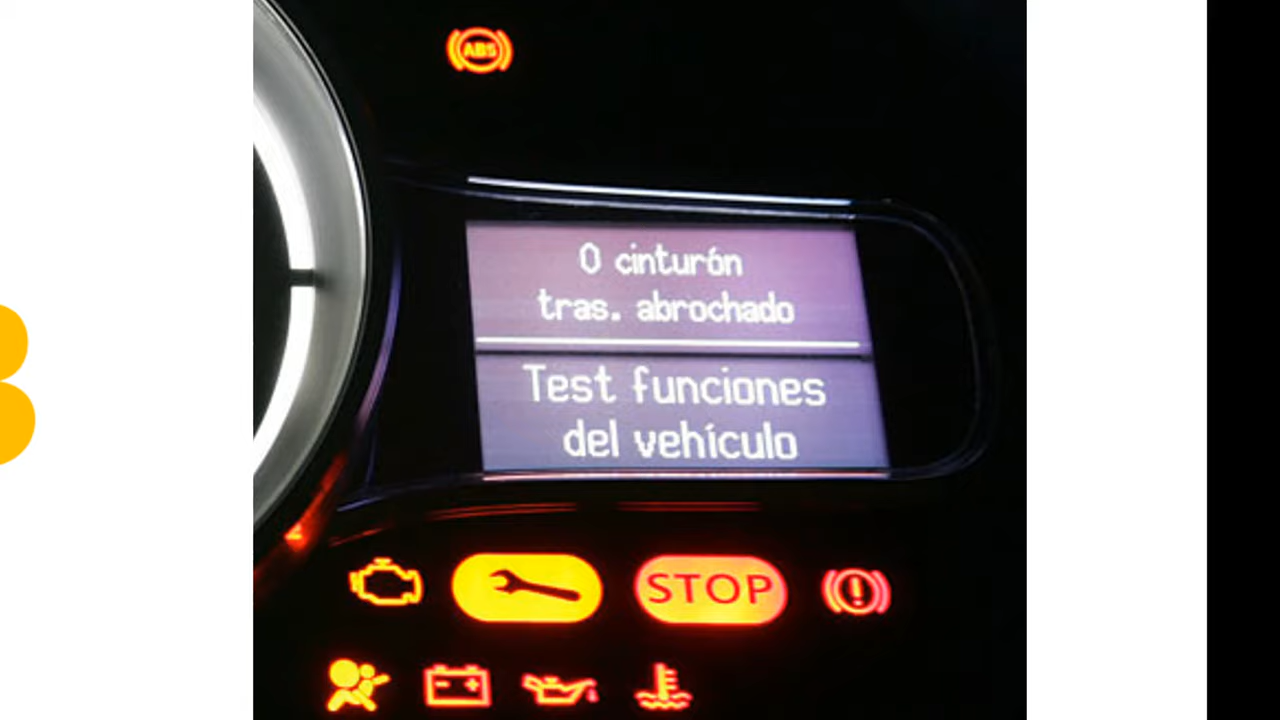 ABS
0 cinturón
tras. abrochado
Test funciones
del vehículo
STOP